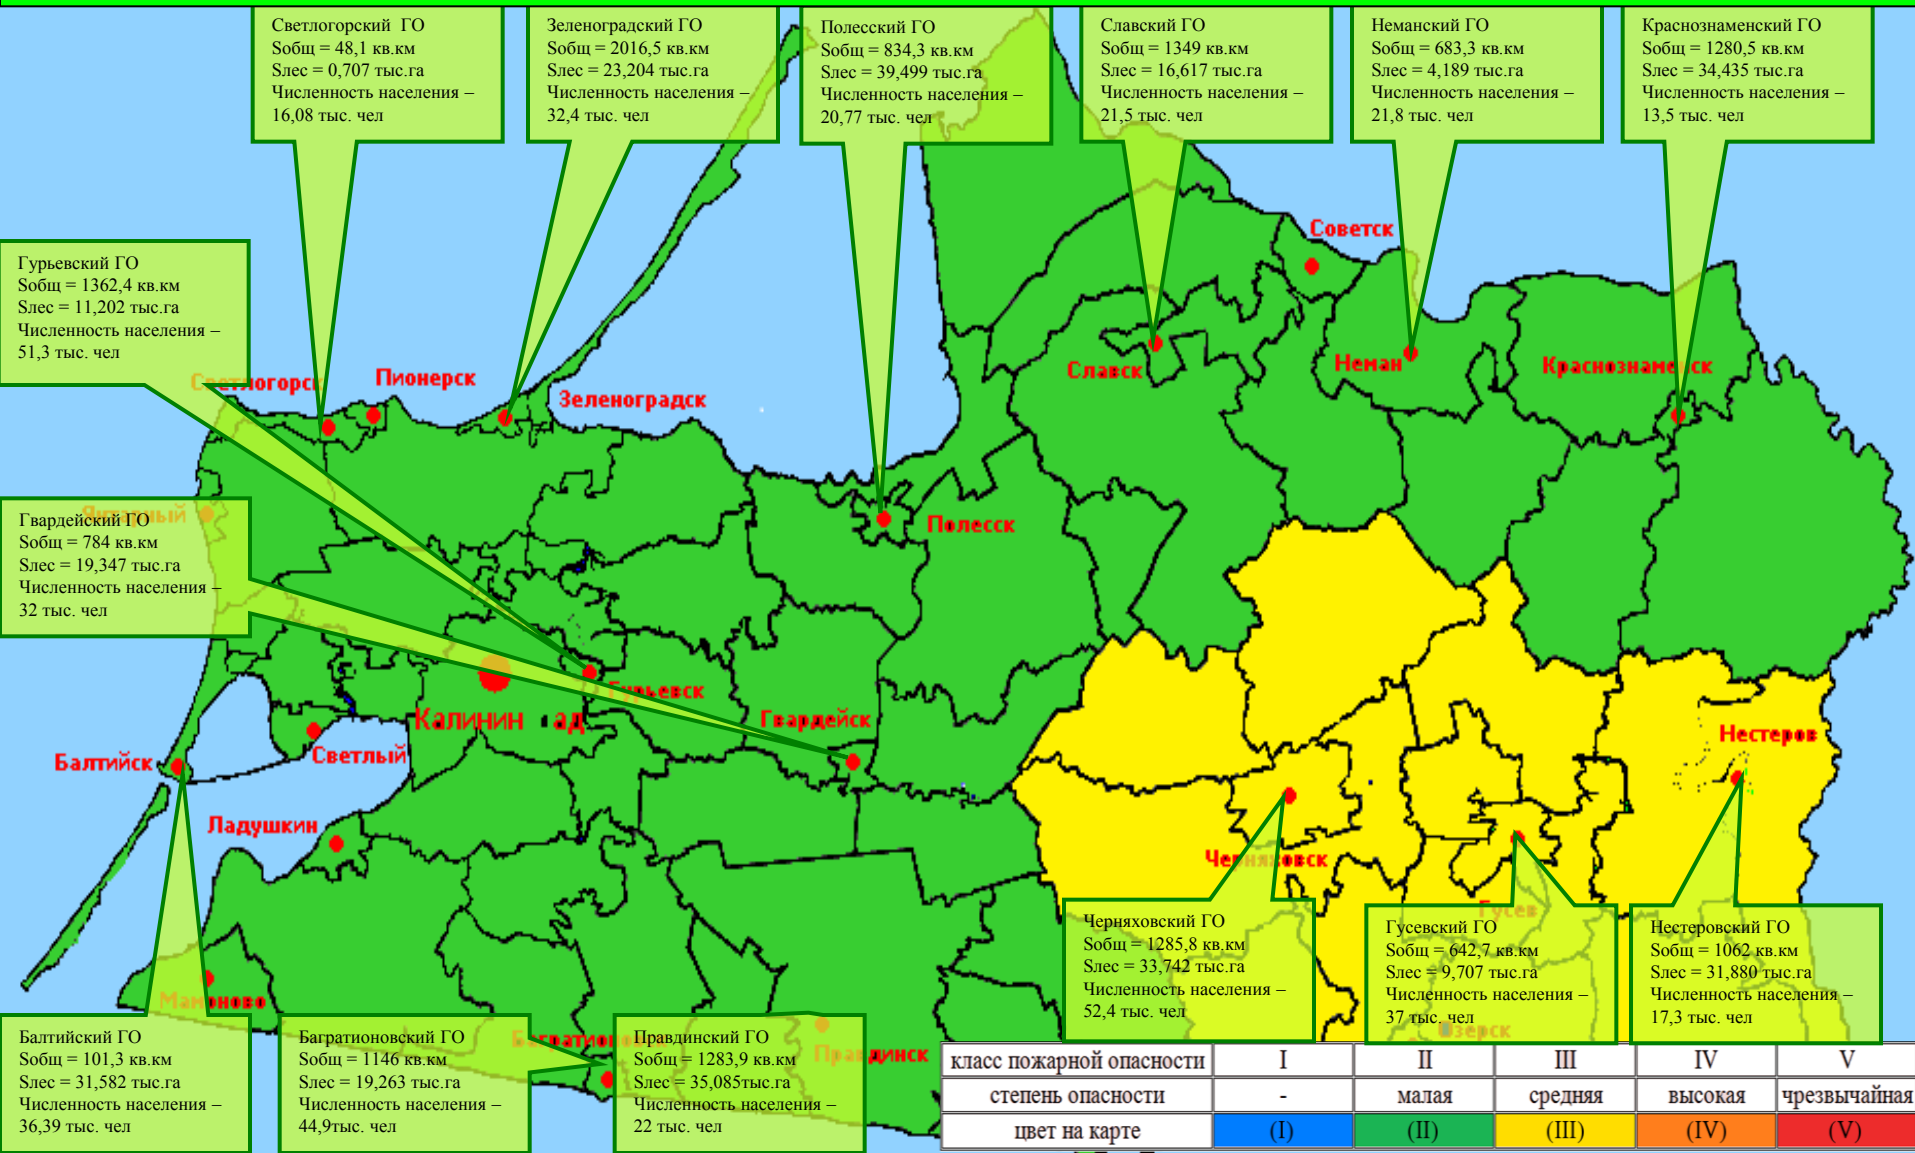 Светлогорский ГО
Sобщ = 48,1 кв.км
Sлес = 0,707 тыс.га
Численность населения –
16,08 тыс. чел
Зеленоградский ГО
Sобщ = 2016,5 кв.км
Sлес = 23,204 тыс.га
Численность населения –
32,4 тыс. чел
Полесский ГО
Sобщ = 834,3 кв.км
Sлес = 39,499 тыс.га
Численность населения –
20,77 тыс. чел
Славский ГО
Sобщ = 1349 кв.км
Sлес = 16,617 тыс.га
Численность населения –
21,5 тыс. чел
Неманский ГО
Sобщ = 683,3 кв.км
Sлес = 4,189 тыс.га
Численность населения –
21,8 тыс. чел
Краснознаменский ГО
Sобщ = 1280,5 кв.км
Sлес = 34,435 тыс.га
Численность населения –
13,5 тыс. чел
Гурьевский ГО
Sобщ = 1362,4 кв.км
Sлес = 11,202 тыс.га
Численность населения –
51,3 тыс. чел
Советск
Светлогорск
Пионерск
Зеленоградск
Славск
Неман
Краснознаменск
Гвардейский ГО
Sобщ = 784 кв.км
Sлес = 19,347 тыс.га
Численность населения –
32 тыс. чел
Янтарный
Полесск
Гурьевск
Калининград
Гвардейск
Нестеров
Балтийск
Светлый
Ладушкин
Черняховск
Гусев
Черняховский ГО
Sобщ = 1285,8 кв.км
Sлес = 33,742 тыс.га
Численность населения –
52,4 тыс. чел
Гусевский ГО
Sобщ = 642,7 кв.км
Sлес = 9,707 тыс.га
Численность населения –
37 тыс. чел
Нестеровский ГО
Sобщ = 1062 кв.км
Sлес = 31,880 тыс.га
Численность населения –
17,3 тыс. чел
Мамоново
Озерск
Балтийский ГО
Sобщ = 101,3 кв.км
Sлес = 31,582 тыс.га
Численность населения –
36,39 тыс. чел
Багратионовский ГО
Sобщ = 1146 кв.км
Sлес = 19,263 тыс.га
Численность населения –
44,9тыс. чел
Багратионовск
Правдинский ГО
Sобщ = 1283,9 кв.км
Sлес = 35,085тыс.га
Численность населения –
22 тыс. чел
Правдинск
класс пожарной опасности I II III IV V
степень опасности - малая средняя высокая чрезвычайная
цвет на карте (I) (II) (III) (IV) (V)